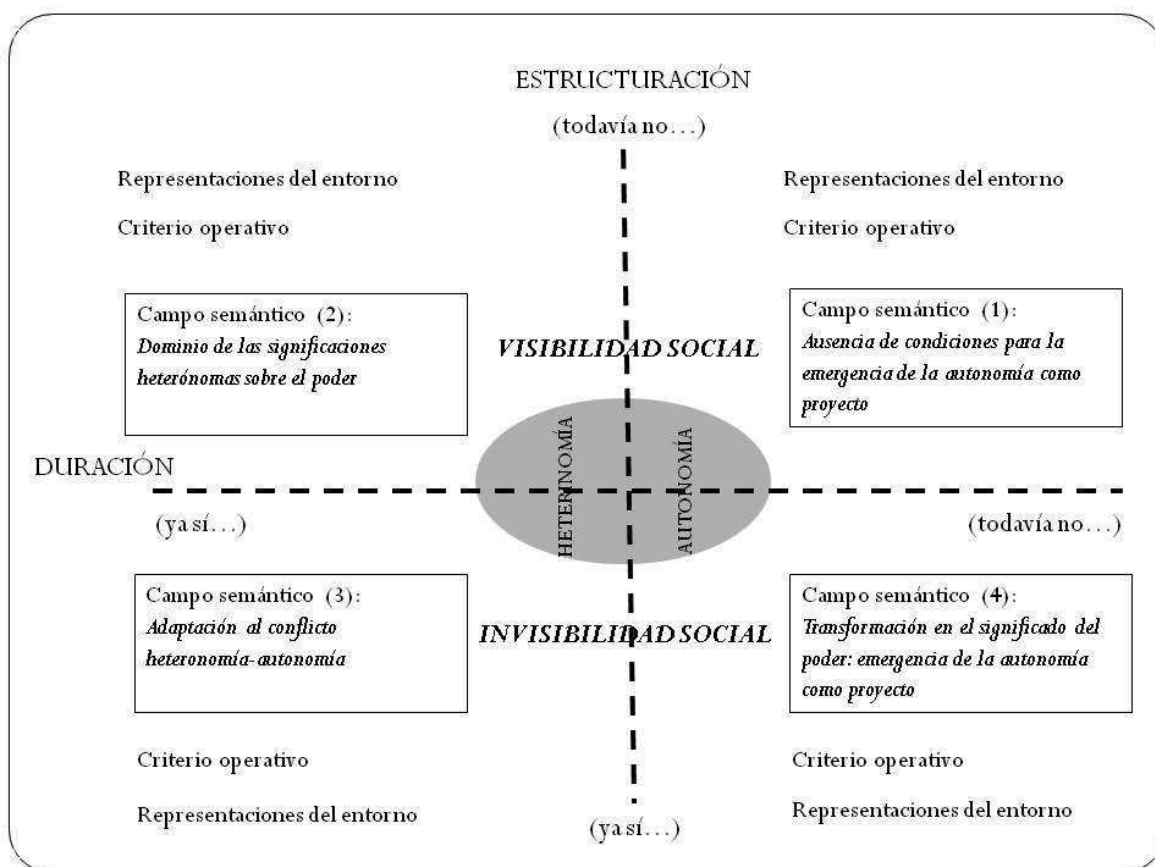 ESTRUCTURACIÓN
(todavía no…)
Representaciones del entorno
Criterio operativo
Representaciones del entorno
Criterio operativo
Campo semántico (2):
Dominio de las significaciones
heterónomas sobre el poder
VISIBILIDAD SOCIAL
Campo semántico (1):
Ausencia de condiciones para la
emergencia de la autonomía como
proyecto
DURACIÓN
HETERINOMÍA
AUTONOMÍA
(ya sí…)
(todavía no…)
Campo semántico (3):
Adaptación al conflicto
heteronomía-autonomía
INVISIBILIDAD SOCIAL
Campo semántico (4):
Transformación en el significado del
poder: emergencia de la autonomía
como proyecto
Criterio operativo
Representaciones del entorno
Criterio operativo
Representaciones del entorno
(ya sí…)